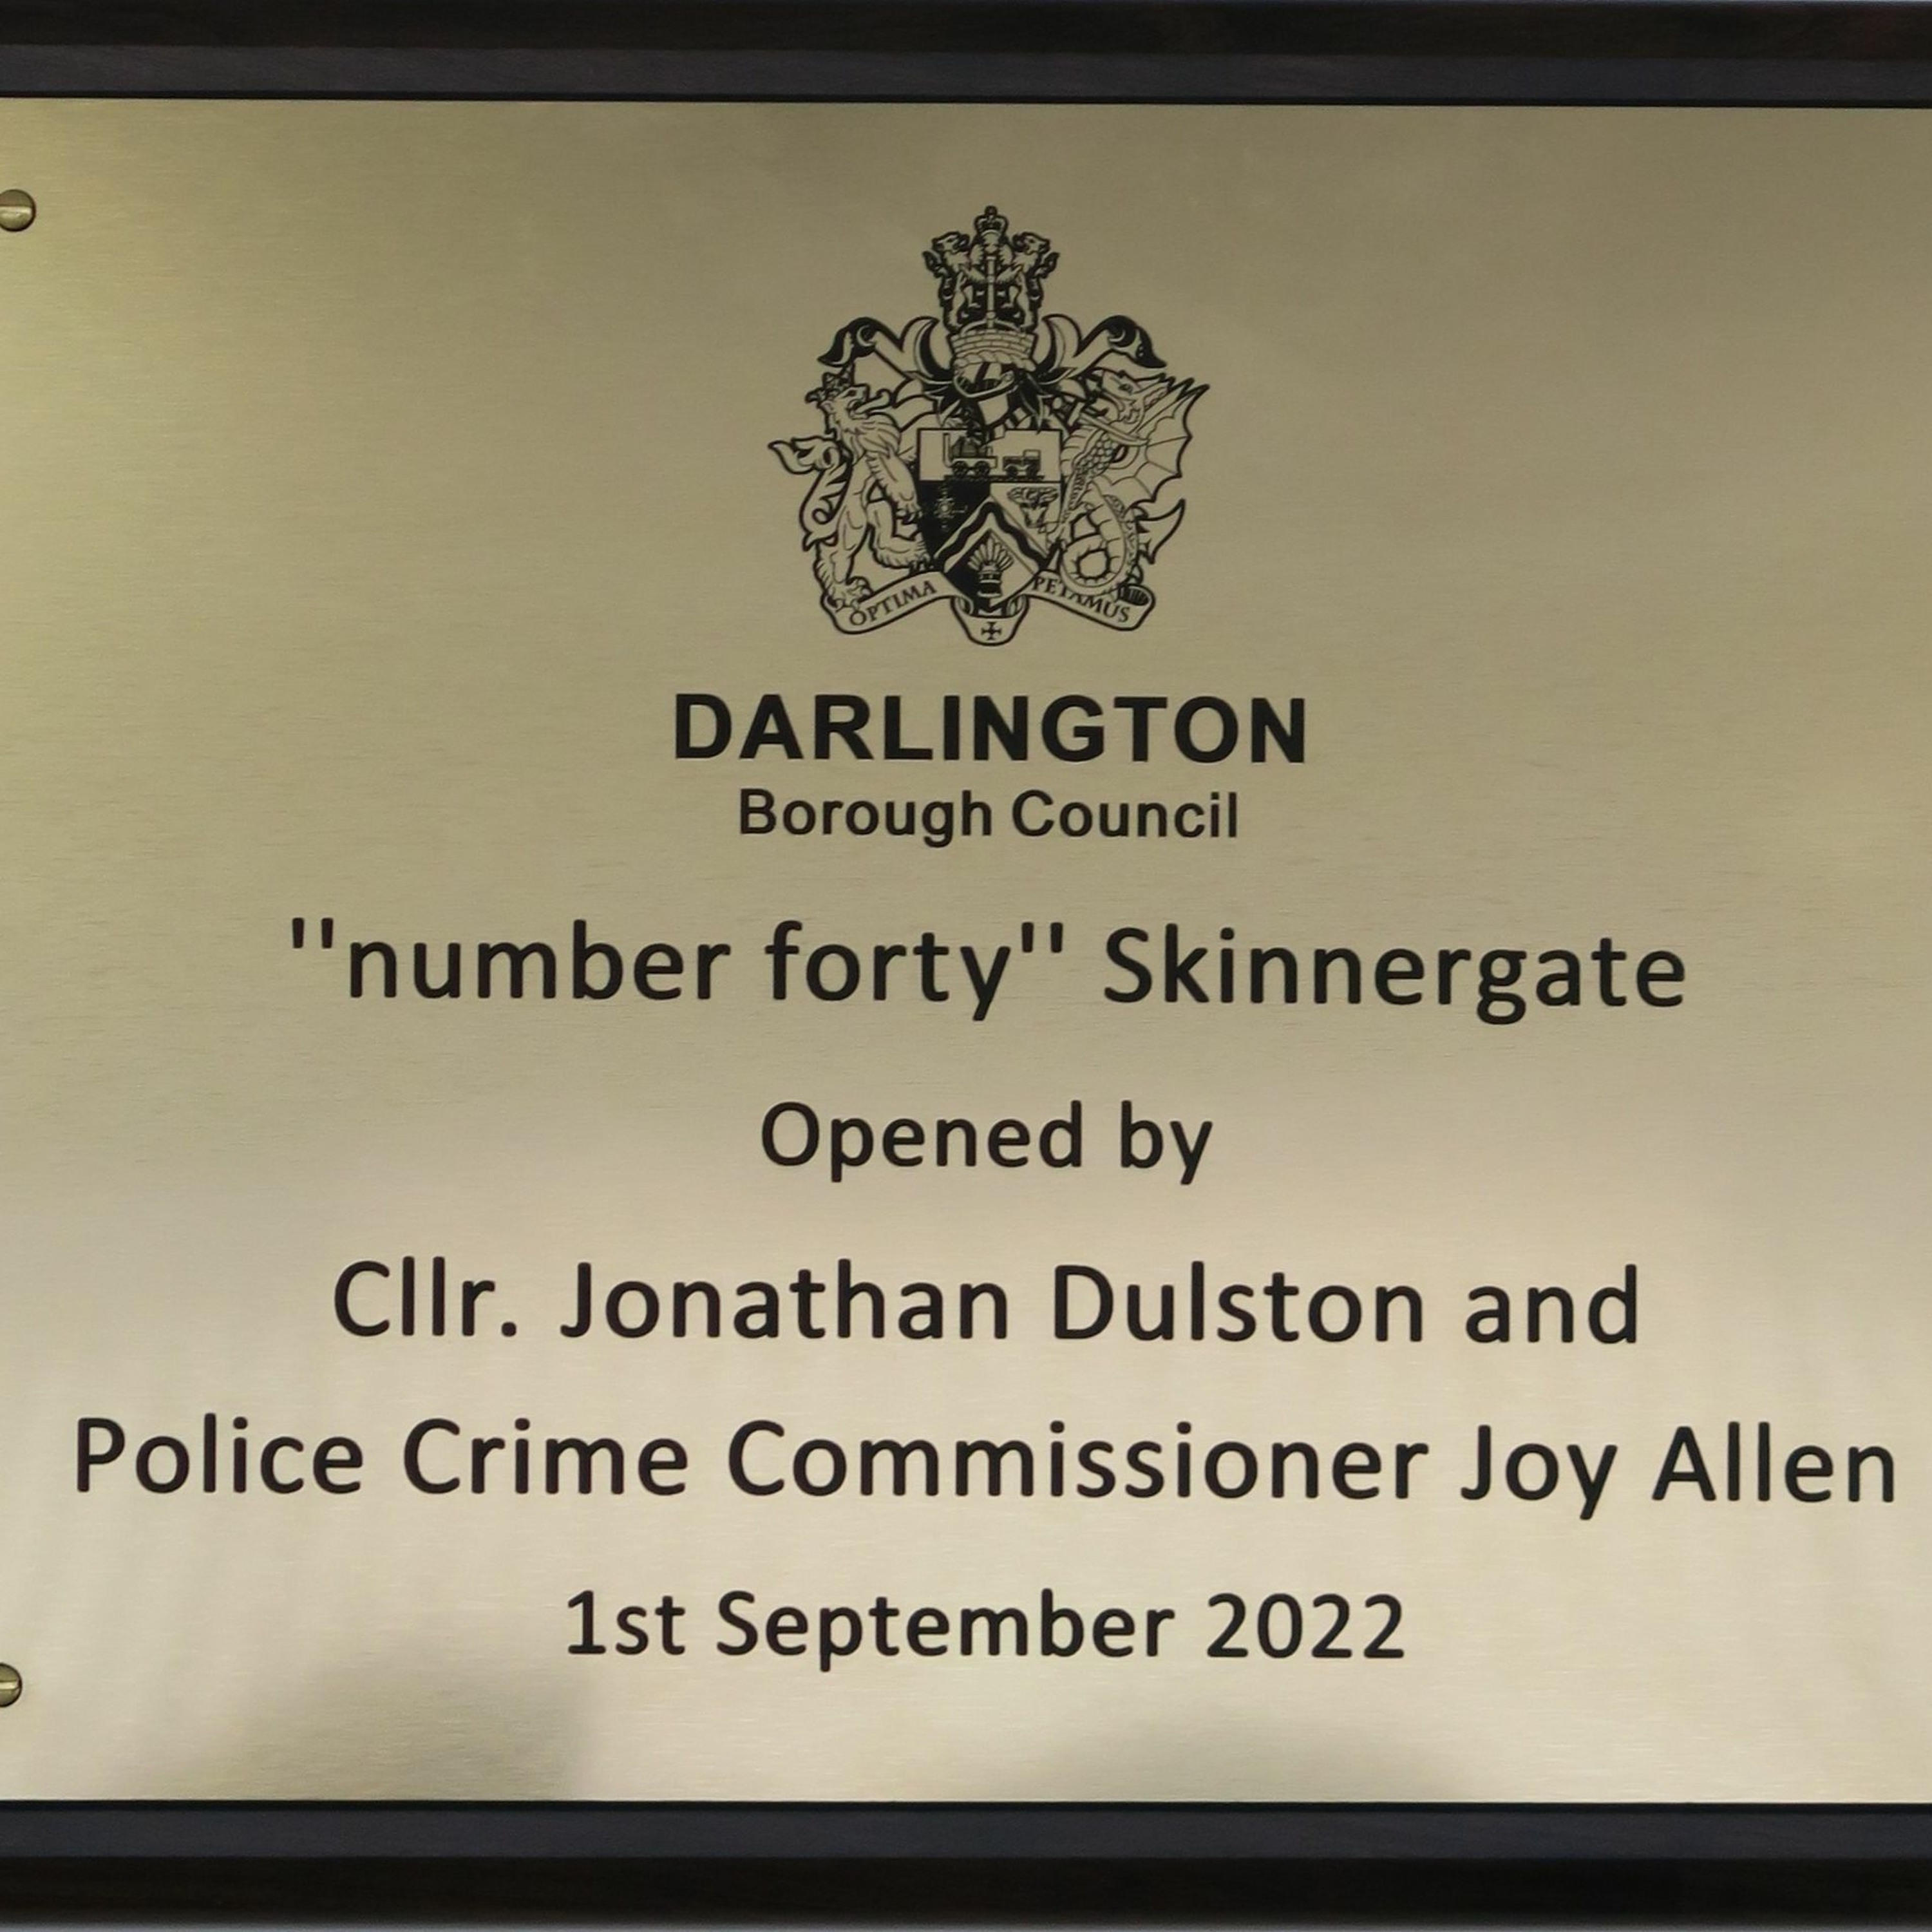 OPTIMA PETAMUS
DARLINGTON
Borough Council
"number forty" Skinnergate
Opened by
Cllr. Jonathan Dulston and
Police Crime Commissioner Joy Allen
1st September 2022